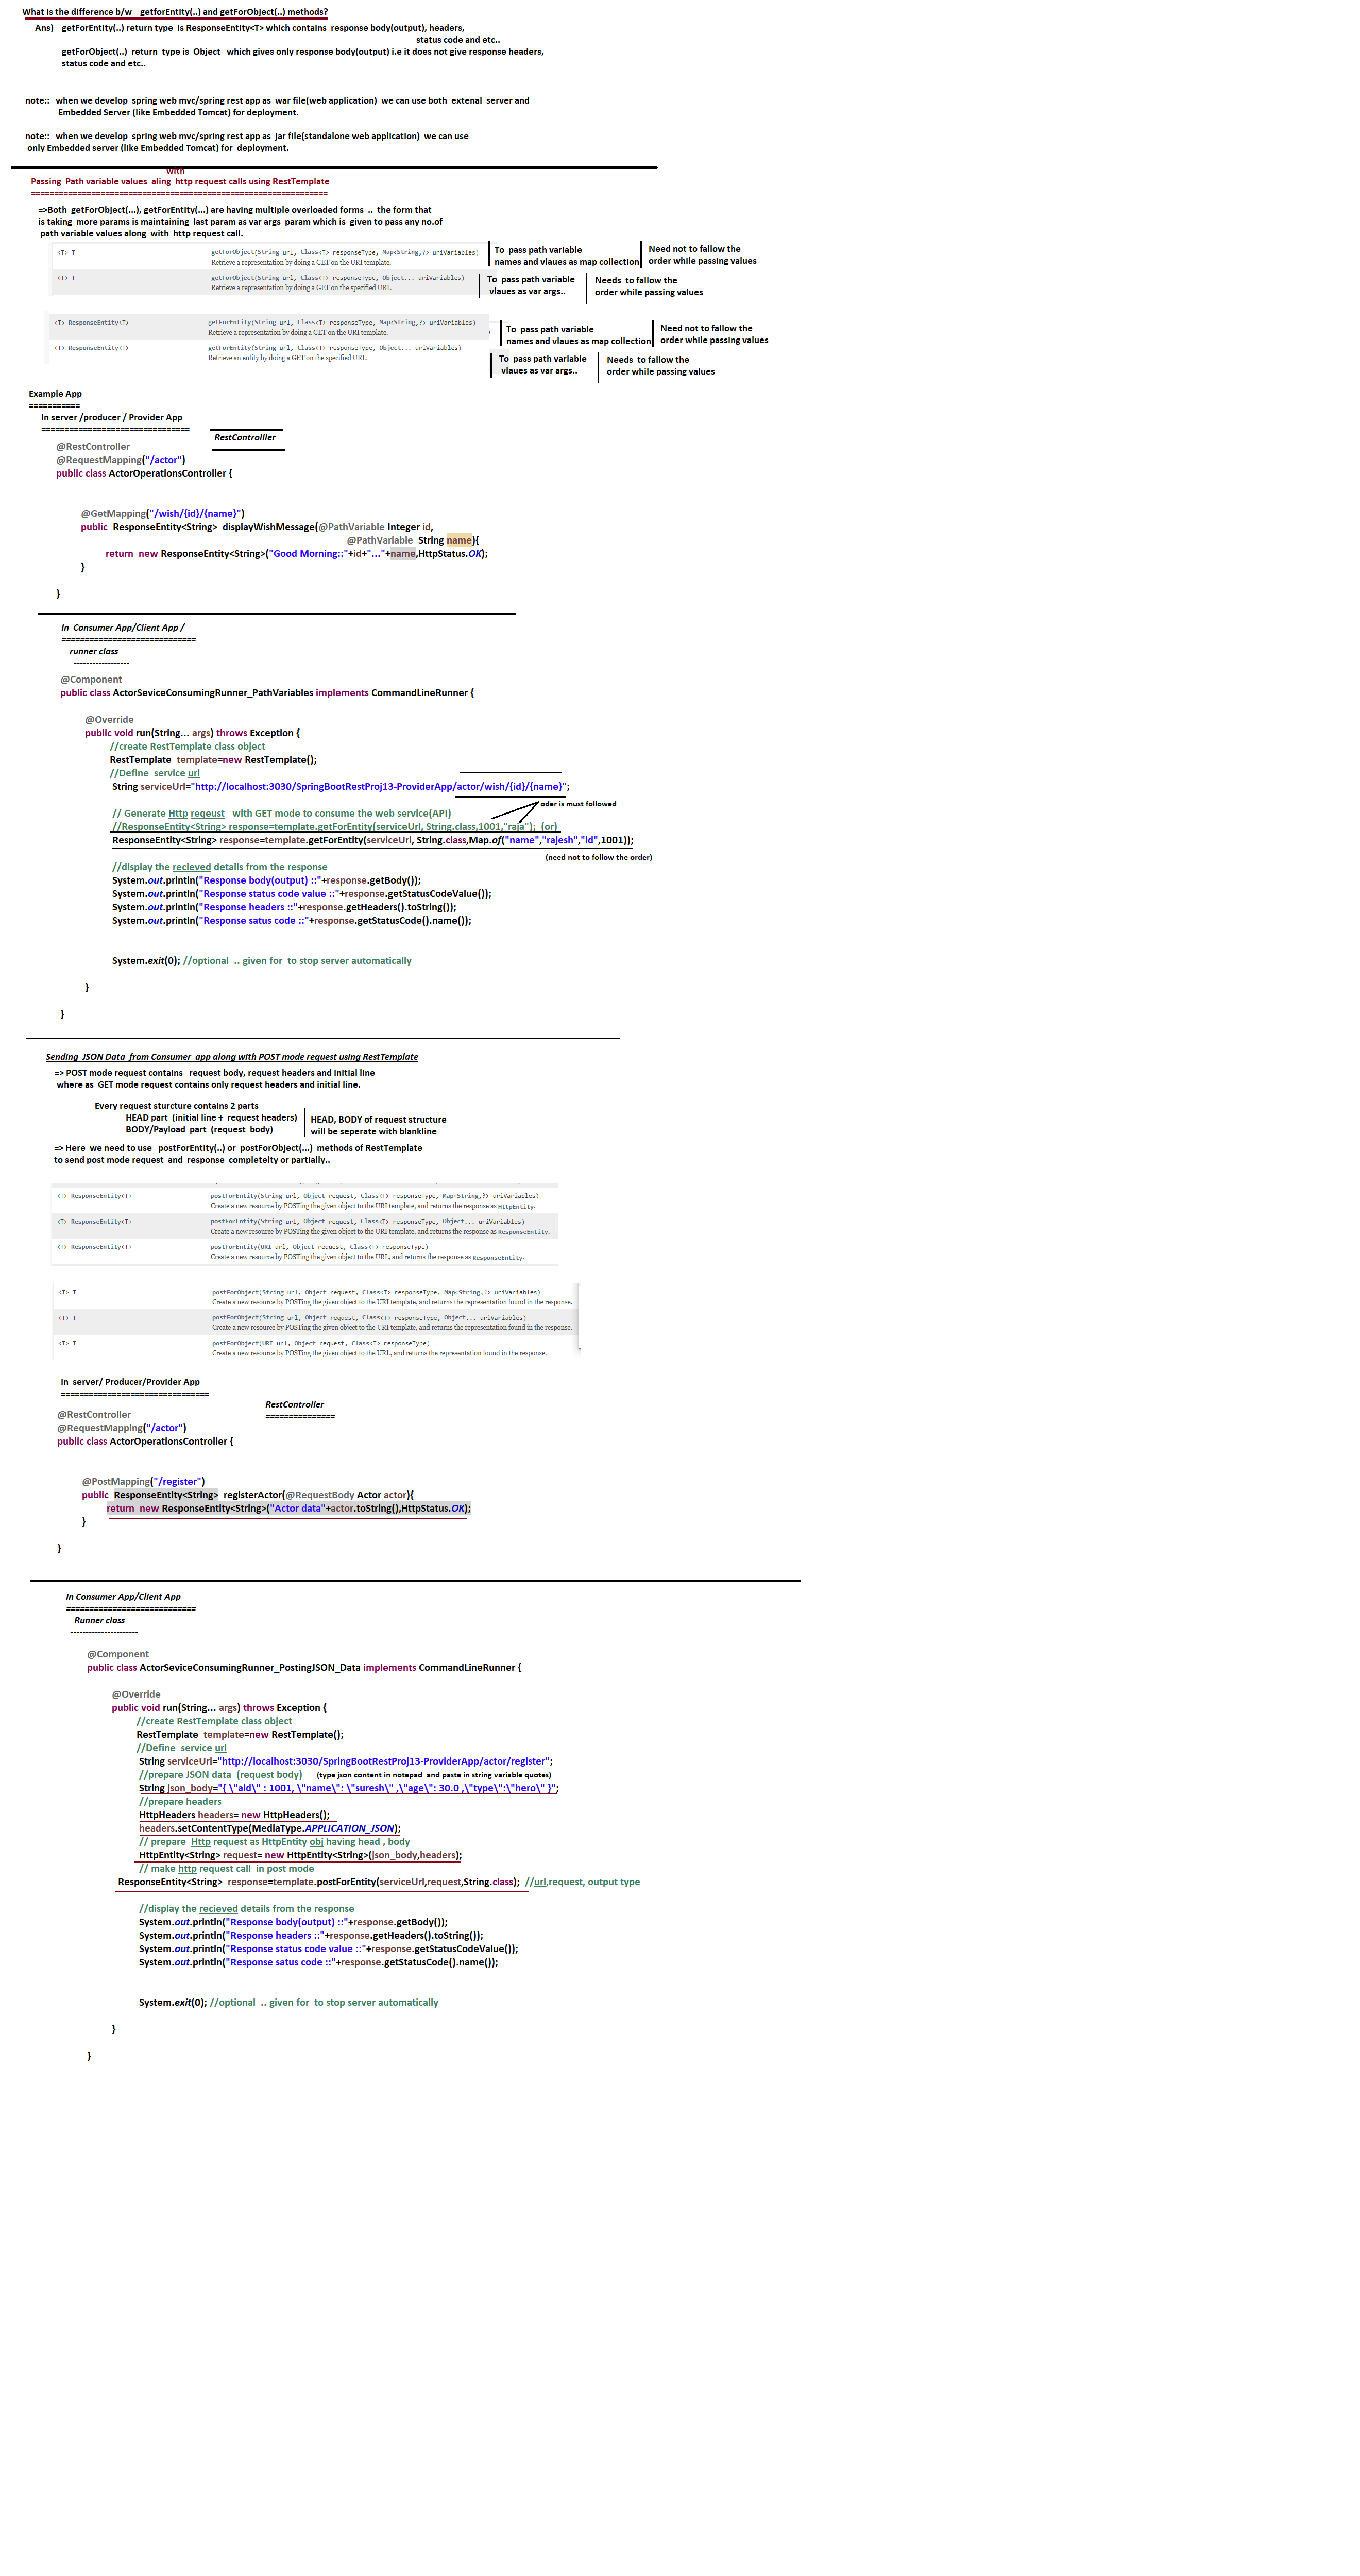 What is the difference b/w   getforEntity(..) and getForObject(..) methods?
Ans)   getForEntity(..) return type  is ResponseEntity<T> which contains  response body(output), headers,
status code and etc..
getForObject(..)  return  type is  Object   which gives only response body(output) i.e it does not give response headers,
status code and etc..
note::   when we develop  spring web mvc/spring rest app as  war file(web application)  we can use both  extenal  server and
Embedded Server (like Embedded Tomcat) for deployment.
note::   when we develop  spring web mvc/spring rest app as  jar file(standalone web application)  we can use
only Embedded server (like Embedded Tomcat) for  deployment.
with
Passing  Path variable values  aling  http request calls using RestTemplate
================================================================
=>Both  getForObject(...), getForEntity(...) are having multiple overloaded forms  ..  the form that
is taking  more params is maintaining  last param as var args  param which is  given to pass any no.of
path variable values along  with  http request call.
<T> T   getForObject(String url, Class<T> responseType, Map<String,?> uriVariables)   To  pass path variable   Need not to fallow the
Retrieve a representation by doing a GET on the URI template.   names and vlaues as map collection   order while passing values
<T> T   getForObject(String url, Class<T> responseType, Object... uriVariables)   To  pass path variable   Needs  to fallow the
Retrieve a representation by doing a GET on the specified URL.   vlaues as var args..   order while passing values
<T> ResponseEntity<T>   getForEntity(String url, Class<T> responseType, Map<String,?> uriVariables)   To  pass path variable   Need not to fallow the
Retrieve a representation by doing a GET on the URI template.   names and vlaues as map collection   order while passing values
<T> ResponseEntity<T>   getForEntity(String url, Class<T> responseType, Object... uriVariables)   To  pass path variable   Needs  to fallow the
Retrieve an entity by doing a GET on the specified URL.   vlaues as var args..   order while passing values
Example App
===========
In server /producer / Provider App
================================
RestControlller
@RestController
@RequestMapping("/actor")
public class ActorOperationsController {
@GetMapping("/wish/{id}/{name}")
public  ResponseEntity<String>  displayWishMessage(@PathVariable Integer id,
@PathVariable  String name){
return  new ResponseEntity<String>("Good Morning::"+id+"..."+name,HttpStatus.OK);
}
}
In  Consumer App/Client App /
=============================
runner class
------------------
@Component
public class ActorSeviceConsumingRunner_PathVariables implements CommandLineRunner {
@Override
public void run(String... args) throws Exception {
//create RestTemplate class object
RestTemplate  template=new RestTemplate();
//Define  service url
String serviceUrl="http://localhost:3030/SpringBootRestProj13-ProviderApp/actor/wish/{id}/{name}";
oder is must followed
// Generate Http reqeust   with GET mode to consume the web service(API)
//ResponseEntity<String> response=template.getForEntity(serviceUrl, String.class,1001,"raja");  (or)
ResponseEntity<String> response=template.getForEntity(serviceUrl, String.class,Map.of("name","rajesh","id",1001));
(need not to follow the order)
//display the recieved details from the response
System.out.println("Response body(output) ::"+response.getBody());
System.out.println("Response status code value ::"+response.getStatusCodeValue());
System.out.println("Response headers ::"+response.getHeaders().toString());
System.out.println("Response satus code ::"+response.getStatusCode().name());
System.exit(0); //optional  .. given for  to stop server automatically
}
}
Sending  JSON Data  from Consumer  app along with POST mode request using RestTemplate
=> POST mode request contains   request body, request headers and initial line
where as  GET mode request contains only request headers and initial line.
Every request sturcture contains 2 parts
HEAD part  (initial line +  request headers)   HEAD, BODY of request structure
BODY/Payload  part  (request  body)   will be seperate with blankline
=> Here  we need to use   postForEntity(..) or  postForObject(...)  methods of RestTemplate
to send post mode request  and  response  completelty or partially..
<T> ResponseEntity<T>   postForEntity(String url, Object request, Class<T> responseType, Map<String,?> uriVariables)
Create a new resource by POSTing the given object to the URI template, and returns the response as HttpEntity.
<T> ResponseEntity<T>   postForEntity(String url, Object request, Class<T> responseType, Object... uriVariables)
Create a new resource by POSTing the given object to the URI template, and returns the response as ResponseEntity.
<T> ResponseEntity<T>   postForEntity(URI url, Object request, Class<T> responseType)
Create a new resource by POSTing the given object to the URL, and returns the response as ResponseEntity.
<T> T   postForObject(String url, Object request, Class<T> responseType, Map<String,?> uriVariables)
Create a new resource by POSTing the given object to the URI template, and returns the representation found in the response.
<T> T   postForObject(String url, Object request, Class<T> responseType, Object... uriVariables)
Create a new resource by POSTing the given object to the URI template, and returns the representation found in the response.
<T> T   postForObject(URI url, Object request, Class<T> responseType)
Create a new resource by POSTing the given object to the URL, and returns the representation found in the response.
In  server/ Producer/Provider App
================================
RestController
===============
@RestController
@RequestMapping("/actor")
public class ActorOperationsController {
@PostMapping("/register")
public  ResponseEntity<String>  registerActor(@RequestBody Actor actor){
return  new ResponseEntity<String>("Actor data"+actor.toString(),HttpStatus.OK);
}
}
In Consumer App/Client App
============================
Runner class
----------------------
@Component
public class ActorSeviceConsumingRunner_PostingJSON_Data implements CommandLineRunner {
@Override
public void run(String... args) throws Exception {
//create RestTemplate class object
RestTemplate  template=new RestTemplate();
//Define  service url
String serviceUrl="http://localhost:3030/SpringBootRestProj13-ProviderApp/actor/register";
//prepare JSON data  (request body)   (type json content in notepad  and paste in string variable quotes)
String json_body="{ \"aid\" : 1001, \"name\": \"suresh\" ,\"age\": 30.0 ,\"type\":\"hero\" }";
//prepare headers
HttpHeaders headers= new HttpHeaders();
headers.setContentType(MediaType.APPLICATION_JSON);
// prepare  Http request as HttpEntity obj having head , body
HttpEntity<String> request= new HttpEntity<String>(json_body,headers);
// make http request call  in post mode
ResponseEntity<String>  response=template.postForEntity(serviceUrl,request,String.class);  //url,request, output type
//display the recieved details from the response
System.out.println("Response body(output) ::"+response.getBody());
System.out.println("Response headers ::"+response.getHeaders().toString());
System.out.println("Response status code value ::"+response.getStatusCodeValue());
System.out.println("Response satus code ::"+response.getStatusCode().name());
System.exit(0); //optional  .. given for  to stop server automatically
}
}